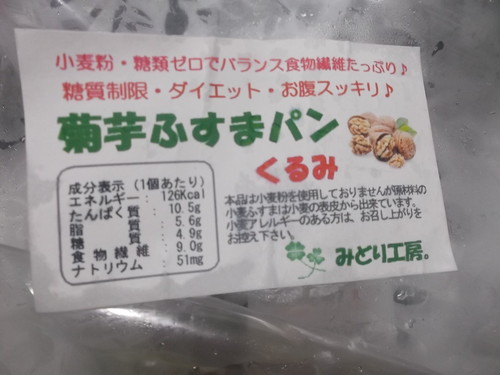 小麦粉・糖類ゼロでバランス食物繊維たっぷり♪
糖質制限・ダイエット・お腹スッキリ♪
菊芋ふすまパン
くるみ
成分表示(1個あたり)
エネルギー‥126Kcal
たんぱく質‥10.5g
脂質‥5.6g
糖質‥4.9g
食物繊維‥9.0g
ナトリウム‥51mg
本品は小麦粉を使用しておりませんが原材料の
小麦ふすまは小麦の表皮から出来ています。
小麦アレルギーのある方は、お召し上がりを
お控え下さい。
みどり工房。